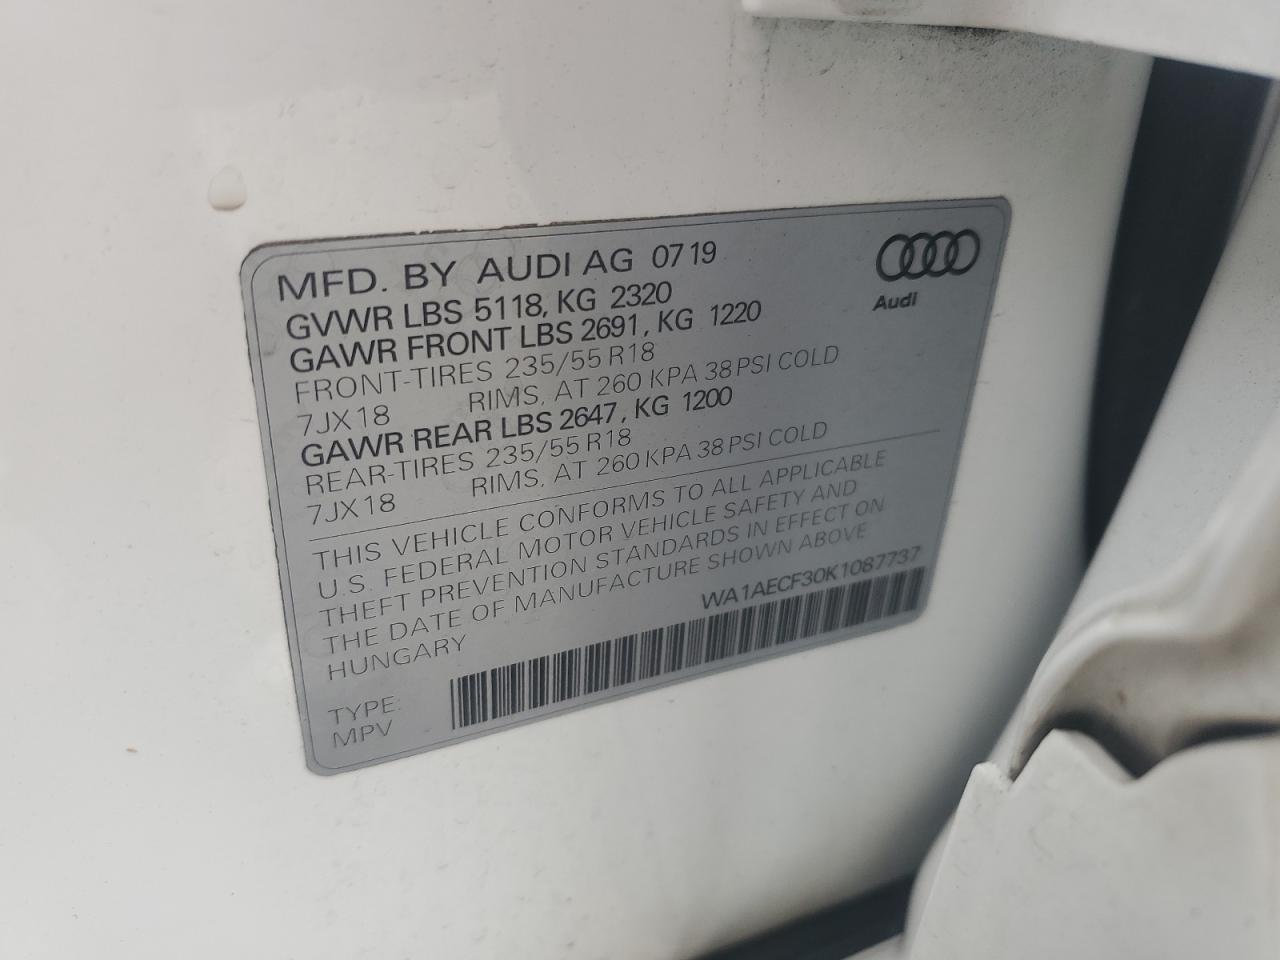 MFD. BY AUDI AG 0719
GVWR LBS 5118, KG 2320
GAWR FRONT LBS 2691, KG 1220
FRONT-TIRES 235/55 R18
7JX18 RIMS, AT 260 KPA 38 PSI COLD
GAWR REAR LBS 2647, KG 1200
REAR-TIRES 235/55 R18
7JX18 RIMS, AT 260 KPA 38 PSI COLD
THIS VEHICLE CONFORMS TO ALL APPLICABLE
U.S. FEDERAL MOTOR VEHICLE SAFETY AND
THEFT PREVENTION STANDARDS IN EFFECT ON
THE DATE OF MANUFACTURE SHOWN ABOVE
HUNGARY
WA1AECF30K1087737
TYPE:
MPV
Audi